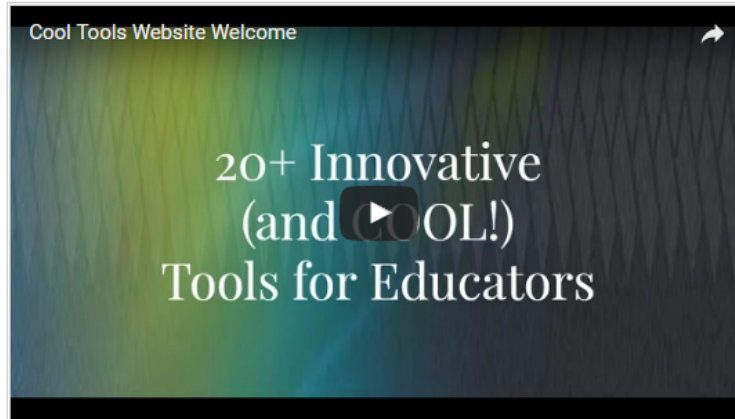 Cool Tools Website Welcome
20+ Innovative
(and COOL!)
Tools for Educators